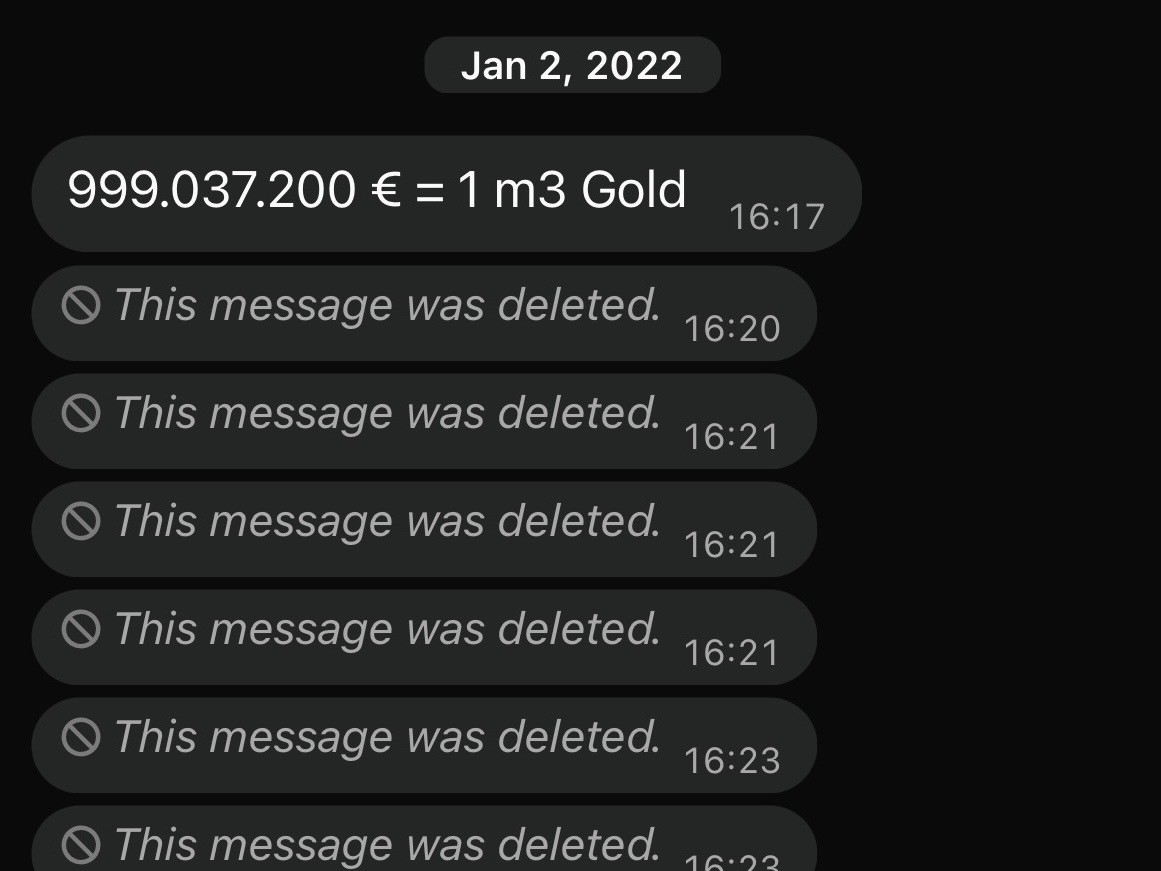 Jan 2, 2022
999.037.200 € = 1 m3 Gold 16:17
This message was deleted. 16:20
This message was deleted. 16:21
This message was deleted. 16:21
This message was deleted. 16:21
This message was deleted. 16:23
This message was deleted. 16:23